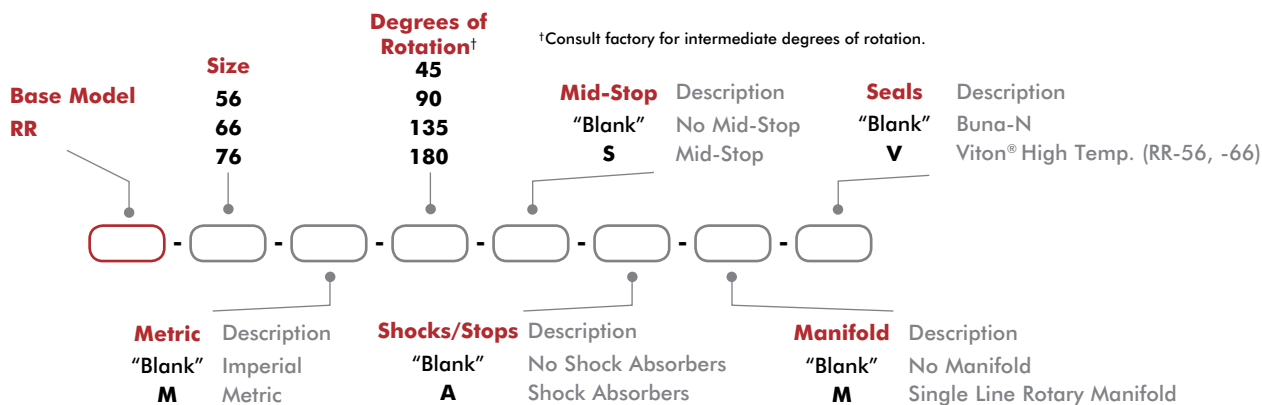 Degrees of
Rotation†
45
90
135
180
†Consult factory for intermediate degrees of rotation.
Size
56
66
76
Base Model
RR
Mid-Stop Description
"Blank" No Mid-Stop
S Mid-Stop
Seals Description
"Blank" Buna-N
V Viton® High Temp. (RR-56, -66)
- - - - - - -
Metric Description
"Blank" Imperial
M Metric
Shocks/Stops Description
"Blank" No Shock Absorbers
A Shock Absorbers
Manifold Description
"Blank" No Manifold
M Single Line Rotary Manifold